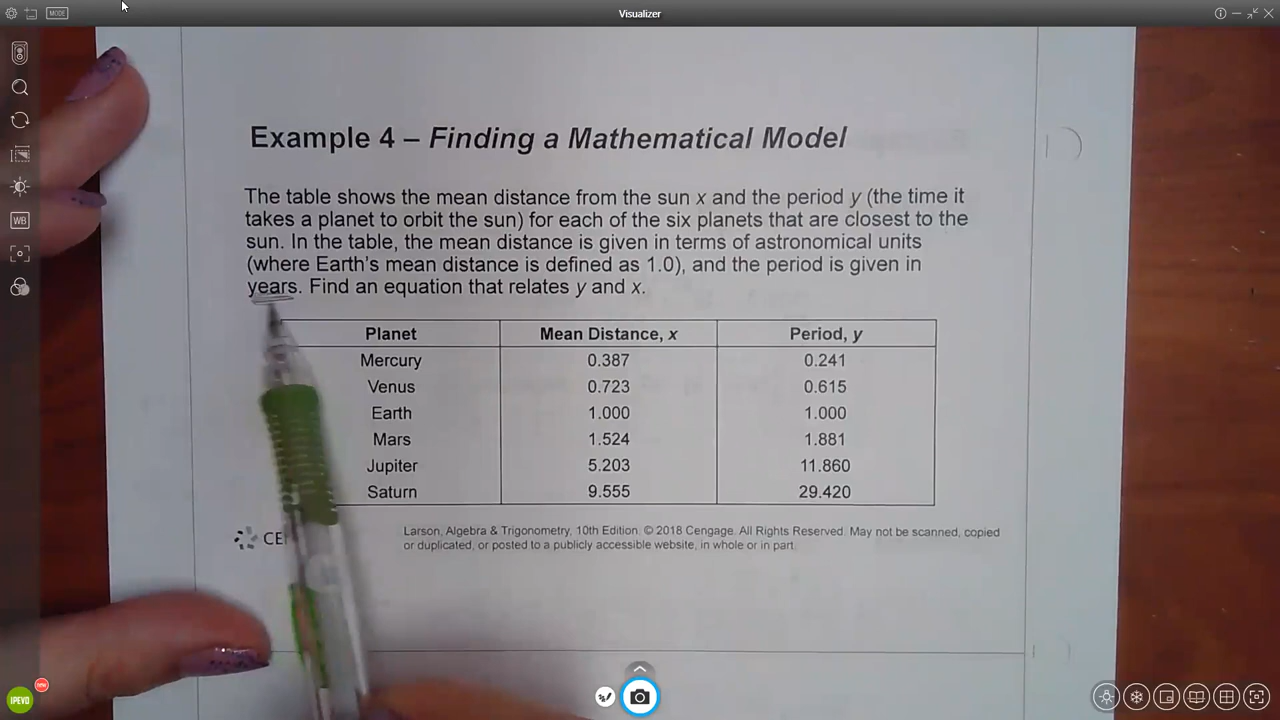 MODE
Visualizer
WB
Example 4 – Finding a Mathematical Model
The table shows the mean distance from the sun x and the period y (the time it
takes a planet to orbit the sun) for each of the six planets that are closest to the
sun. In the table, the mean distance is given in terms of astronomical units
(where Earth's mean distance is defined as 1.0), and the period is given in
years. Find an equation that relates y and x.
Planet Mean Distance, x Period, y
Mercury 0.387 0.241
Venus 0.723 0.615
Earth 1.000 1.000
Mars 1.524 1.881
Jupiter 5.203 11.860
Saturn 9.555 29.420
Larson, Algebra & Trigonometry, 10th Edition. © 2018 Cengage. All Rights Reserved. May not be scanned, copied
or duplicated, or posted to a publicly accessible website, in whole or in part.
IPEVO